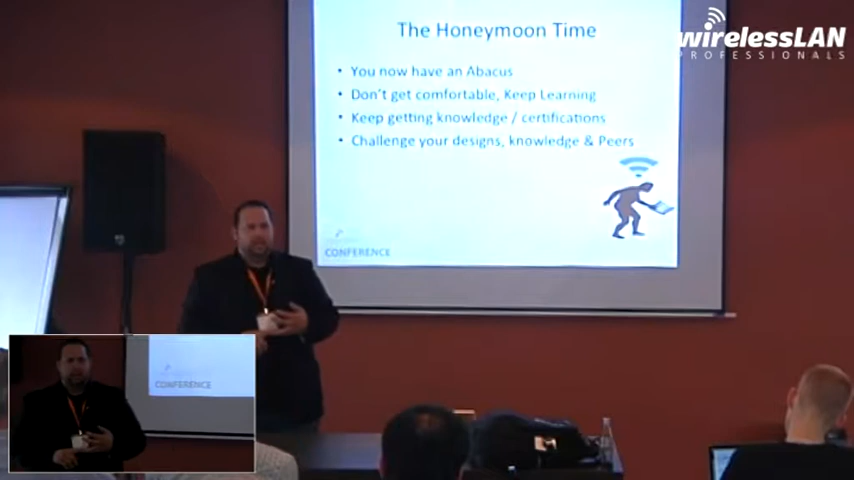 The Honeymoon Time
wirelessLAN
PROFESSIONALS
• You now have an Abacus
• Don't get comfortable, Keep Learning
• Keep getting knowledge / certifications
• Challenge your designs, knowledge & Peers
CONFERENCE
CONFERENCE